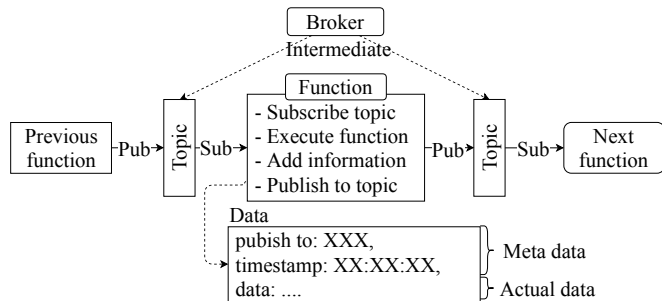 Broker
Intermediate
Function
- Subscribe topic
- Execute function
- Add information
- Publish to topic
Previous
function
Pub
Topic
Sub
Pub
Topic
Sub
Next
function
Data
pubish to: XXX,
timestamp: XX:XX:XX,
data: ....
Meta data
Actual data